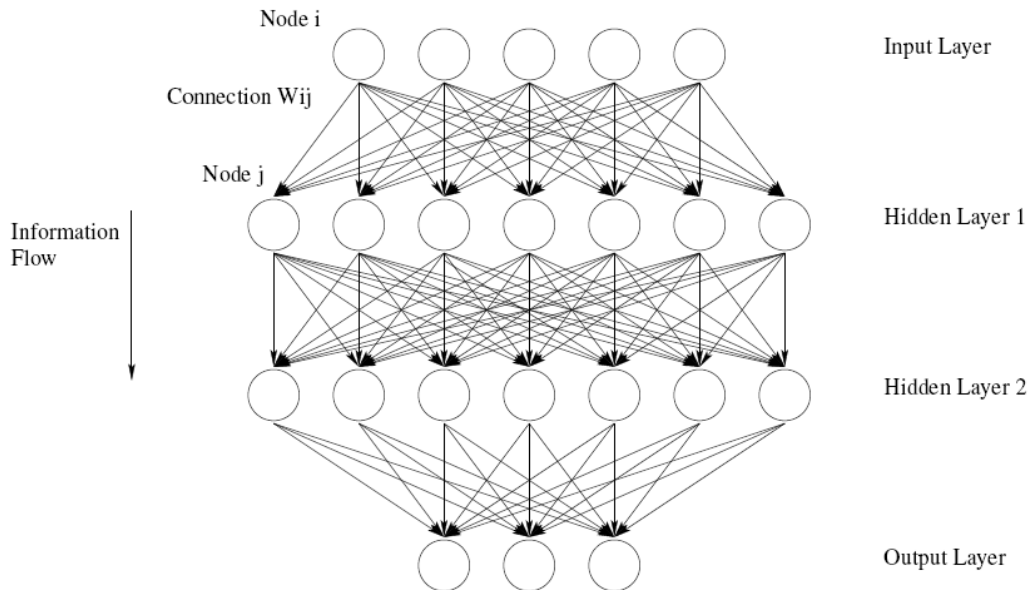 Node i
Input Layer
Connection Wij
Node j
Hidden Layer 1
Information
Flow
Hidden Layer 2
Output Layer